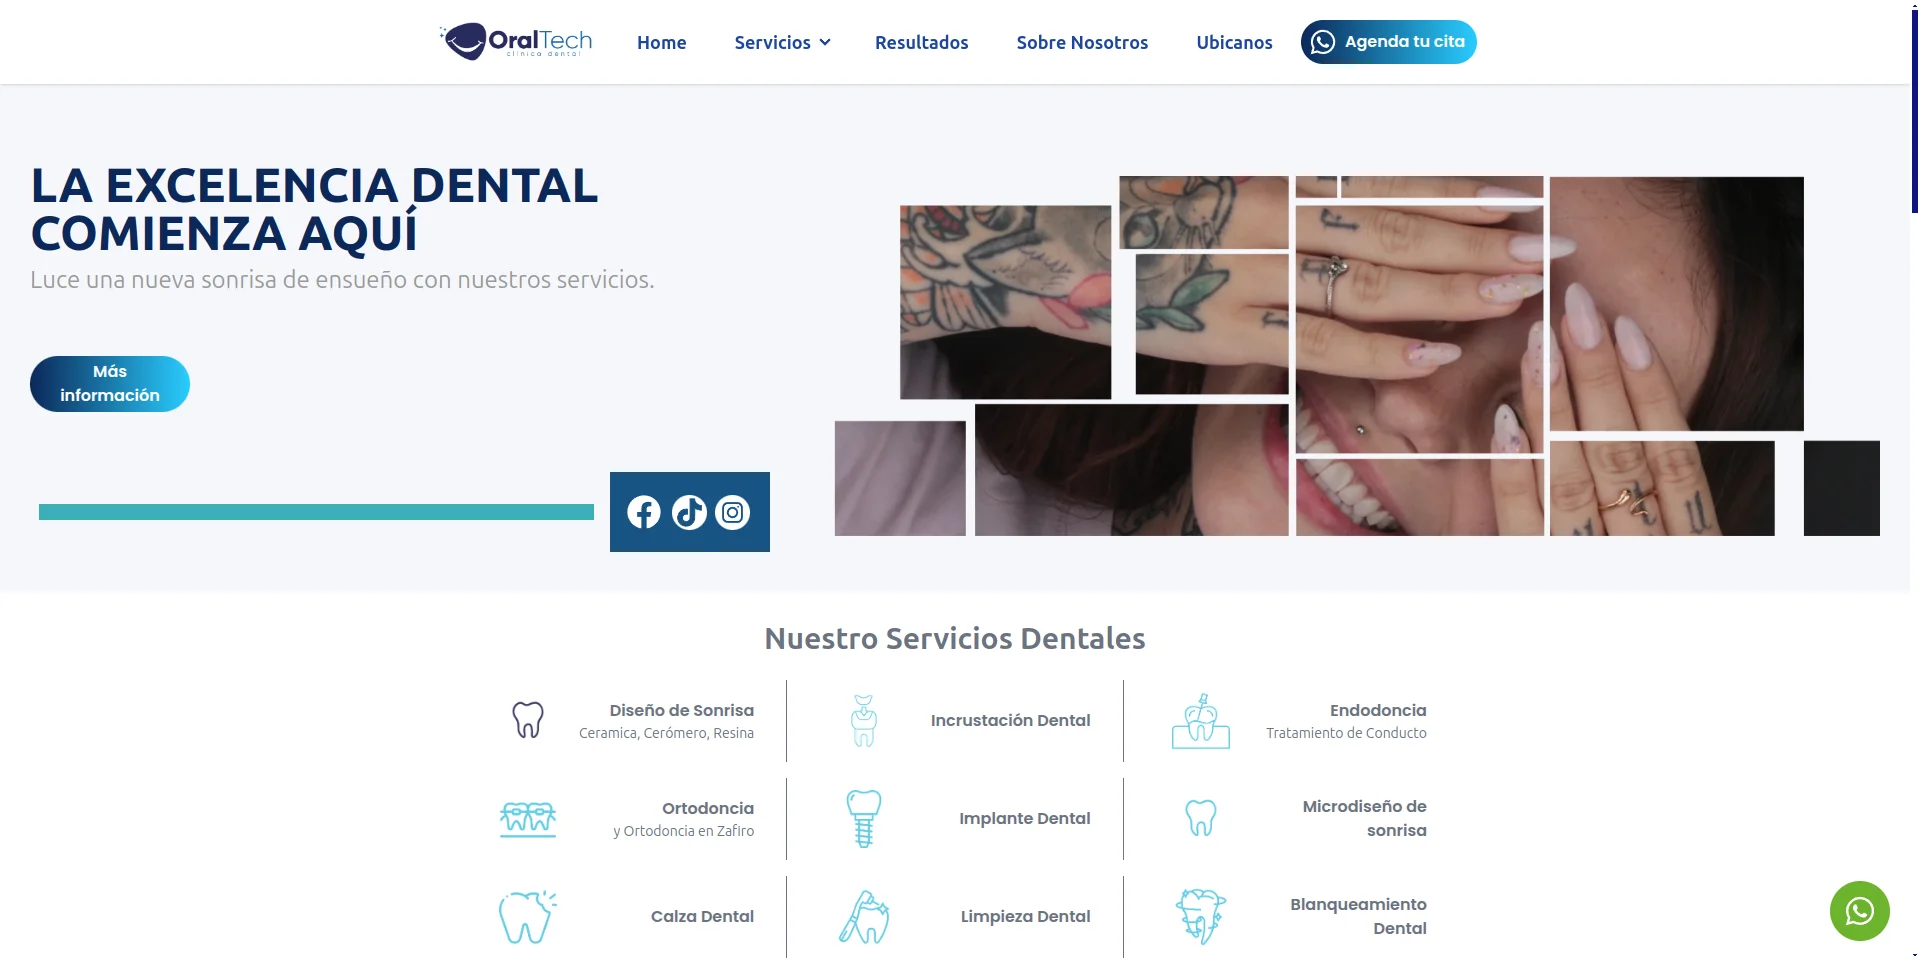 OralTech
clínica dental
Home
Servicios
Resultados
Sobre Nosotros
Ubicanos
Agenda tu cita
LA EXCELENCIA DENTAL
COMIENZA AQUÍ
Luce una nueva sonrisa de ensueño con nuestros servicios.
Más
información
Nuestro Servicios Dentales
Diseño de Sonrisa
Ceramica, Cerómero, Resina
Incrustación Dental
Endodoncia
Tratamiento de Conducto
Ortodoncia
y Ortodoncia en Zafiro
Implante Dental
Microdiseño de
sonrisa
Calza Dental
Limpieza Dental
Blanqueamiento
Dental